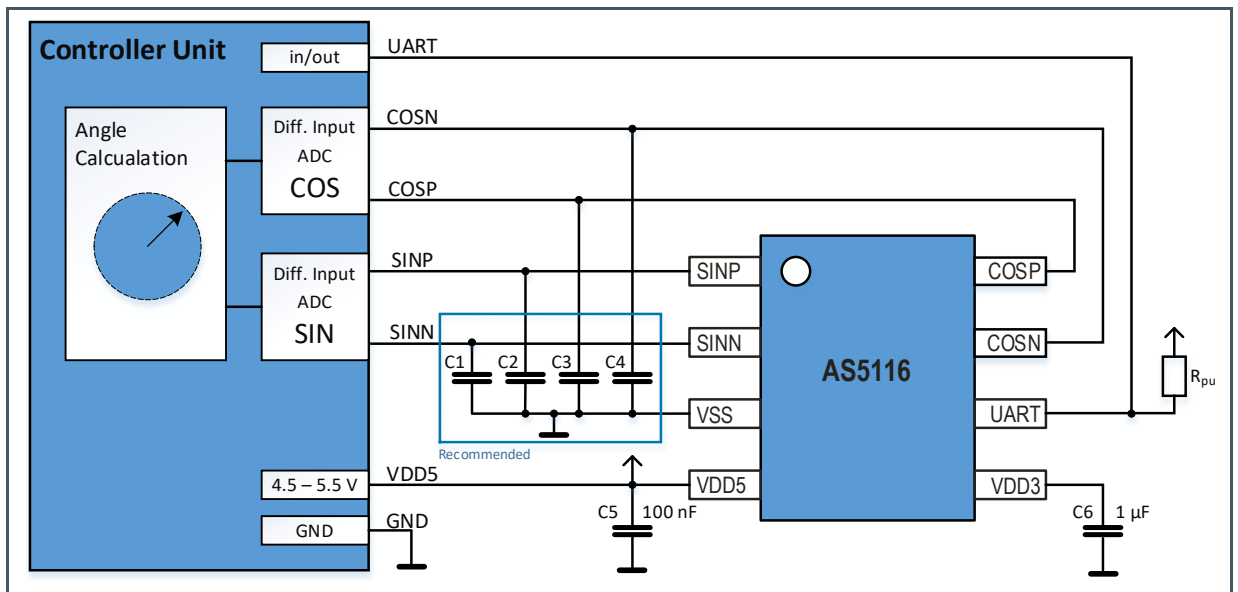 Controller Unit
in/out
UART
Angle
Calcualation
Diff. Input
ADC
COS
COSN
COSP
Diff. Input
ADC
SIN
SINP
SINN
C1
C2
C3
C4
Recommended
4.5 – 5.5 V
VDD5
GND
GND
C5
100 nF
SINP
SINN
VSS
VDD5
AS5116
COSP
COSN
UART
VDD3
Rpu
C6
1 µF